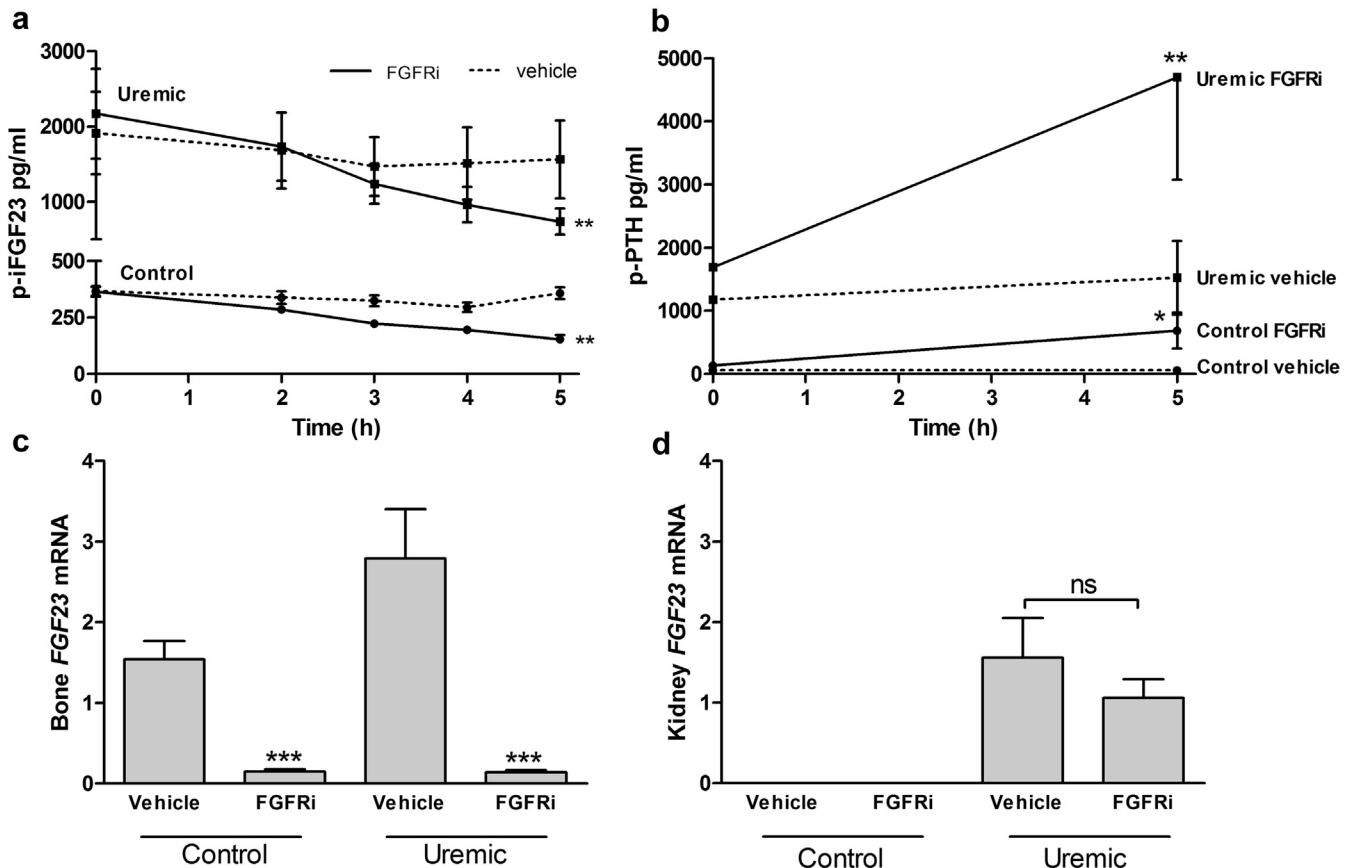 a
p-iFGF23 pg/ml
3000
2000
1000
500
250
0
FGFRi
vehicle
Uremic
**
Control
**
0 1 2 3 4 5
Time (h)
b
p-PTH pg/ml
5000
4000
3000
2000
1000
0
**
Uremic FGFRi
Uremic vehicle
*
Control FGFRi
Control vehicle
0 1 2 3 4 5
Time (h)
c
Bone FGF23 mRNA
4
3
2
1
0
***
***
Vehicle FGFRi Vehicle FGFRi
Control Uremic
d
Kidney FGF23 mRNA
4
3
2
1
0
ns
Vehicle FGFRi Vehicle FGFRi
Control Uremic